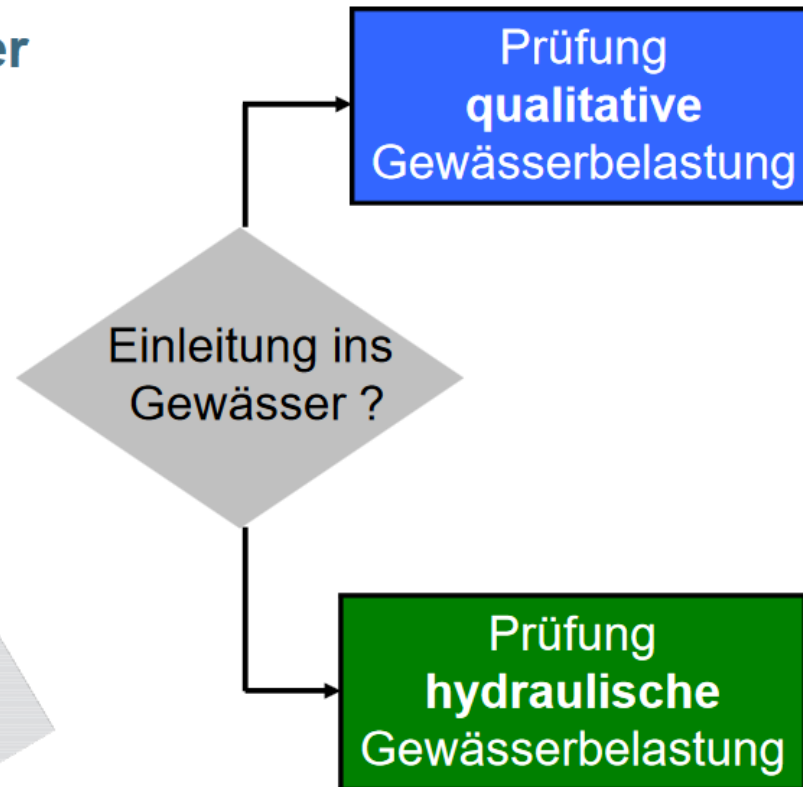 er
Prüfung
qualitative
Gewässerbelastung
Einleitung ins
Gewässer ?
Prüfung
hydraulische
Gewässerbelastung